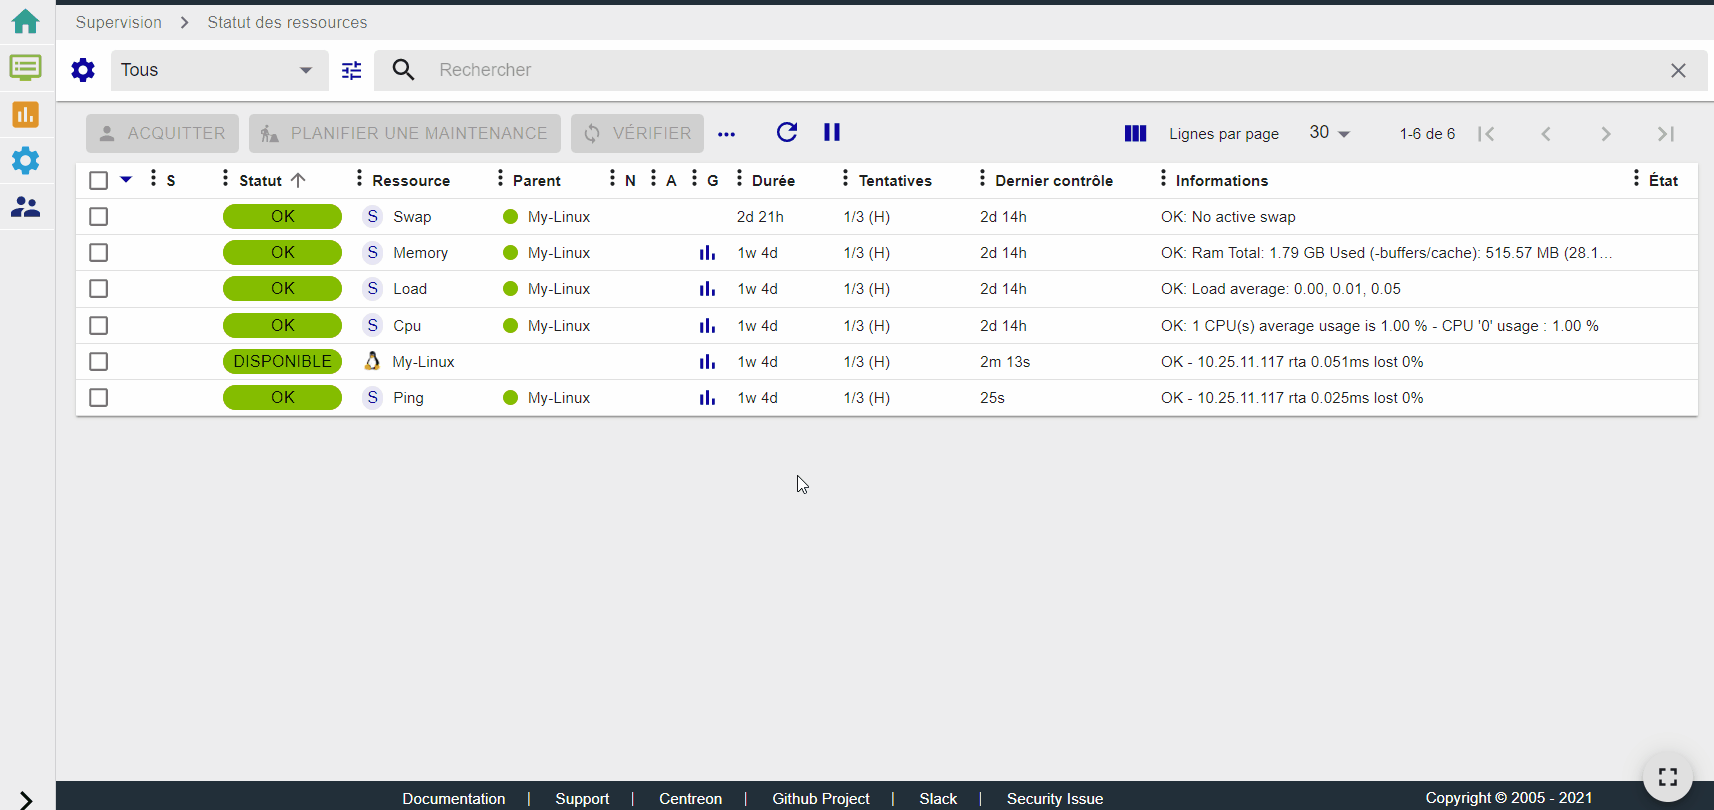 Supervision > Statut des ressources
Tous Rechercher
ACQUITTER PLANIFIER UNE MAINTENANCE VÉRIFIER Lignes par page 30 1-6 de 6
S Statut Ressource Parent N A G Durée Tentatives Dernier contrôle Informations État
OK S Swap My-Linux 2d 21h 1/3 (H) 2d 14h OK: No active swap
OK S Memory My-Linux 1w 4d 1/3 (H) 2d 14h OK: Ram Total: 1.79 GB Used (-buffers/cache): 515.57 MB (28.1...
OK S Load My-Linux 1w 4d 1/3 (H) 2d 14h OK: Load average: 0.00, 0.01, 0.05
OK S Cpu My-Linux 1w 4d 1/3 (H) 2d 14h OK: 1 CPU(s) average usage is 1.00 % - CPU '0' usage : 1.00 %
DISPONIBLE My-Linux 1w 4d 1/3 (H) 2m 13s OK - 10.25.11.117 rta 0.051ms lost 0%
OK S Ping My-Linux 1w 4d 1/3 (H) 25s OK - 10.25.11.117 rta 0.025ms lost 0%
Documentation | Support | Centreon | Github Project | Slack | Security Issue Copyright © 2005 - 2021